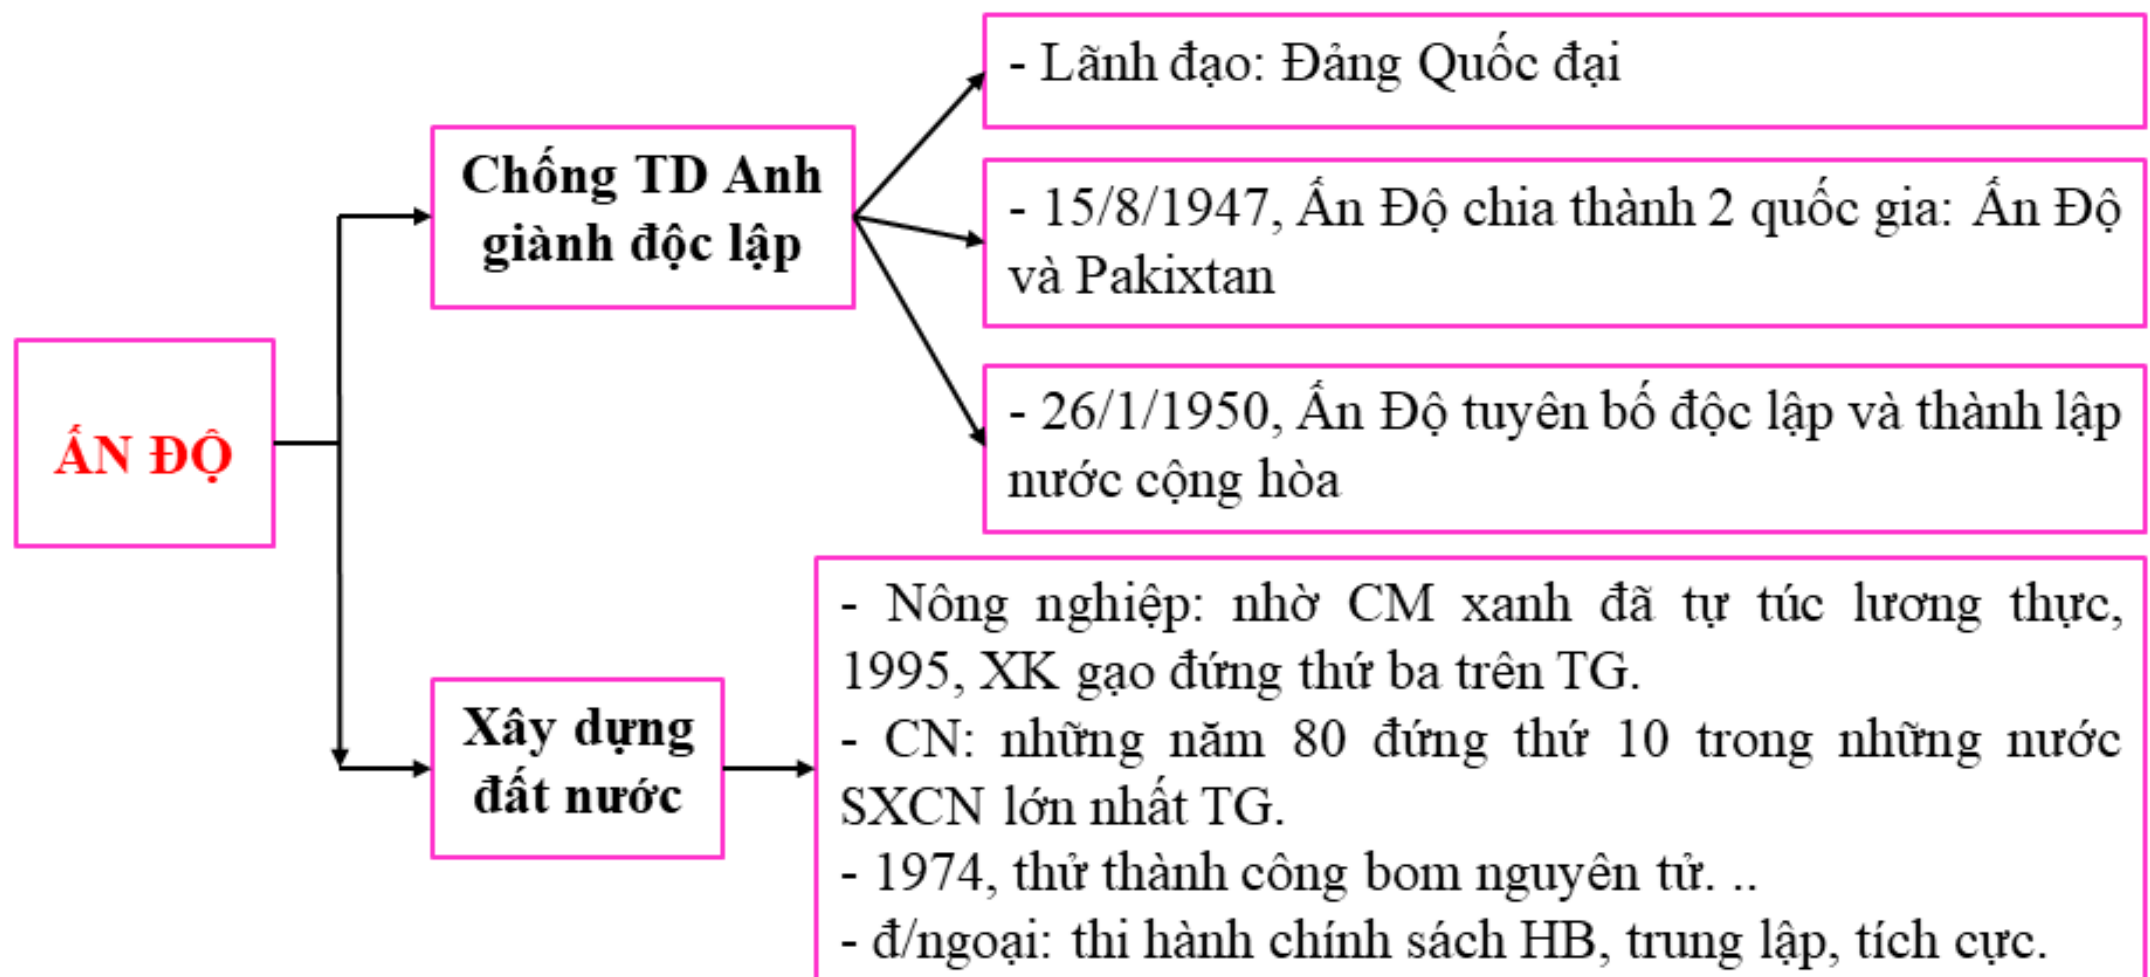 ẤN ĐỘ
Chống TD Anh
giành độc lập
- Lãnh đạo: Đảng Quốc đại
- 15/8/1947, Ấn Độ chia thành 2 quốc gia: Ấn Độ
và Pakixtan
- 26/1/1950, Ấn Độ tuyên bố độc lập và thành lập
nước cộng hòa
Xây dựng
đất nước
- Nông nghiệp: nhờ CM xanh đã tự túc lương thực,
1995, XK gạo đứng thứ ba trên TG.
- CN: những năm 80 đứng thứ 10 trong những nước
SXCN lớn nhất TG.
- 1974, thử thành công bom nguyên tử. ..
- đ/ngoại: thi hành chính sách HB, trung lập, tích cực.